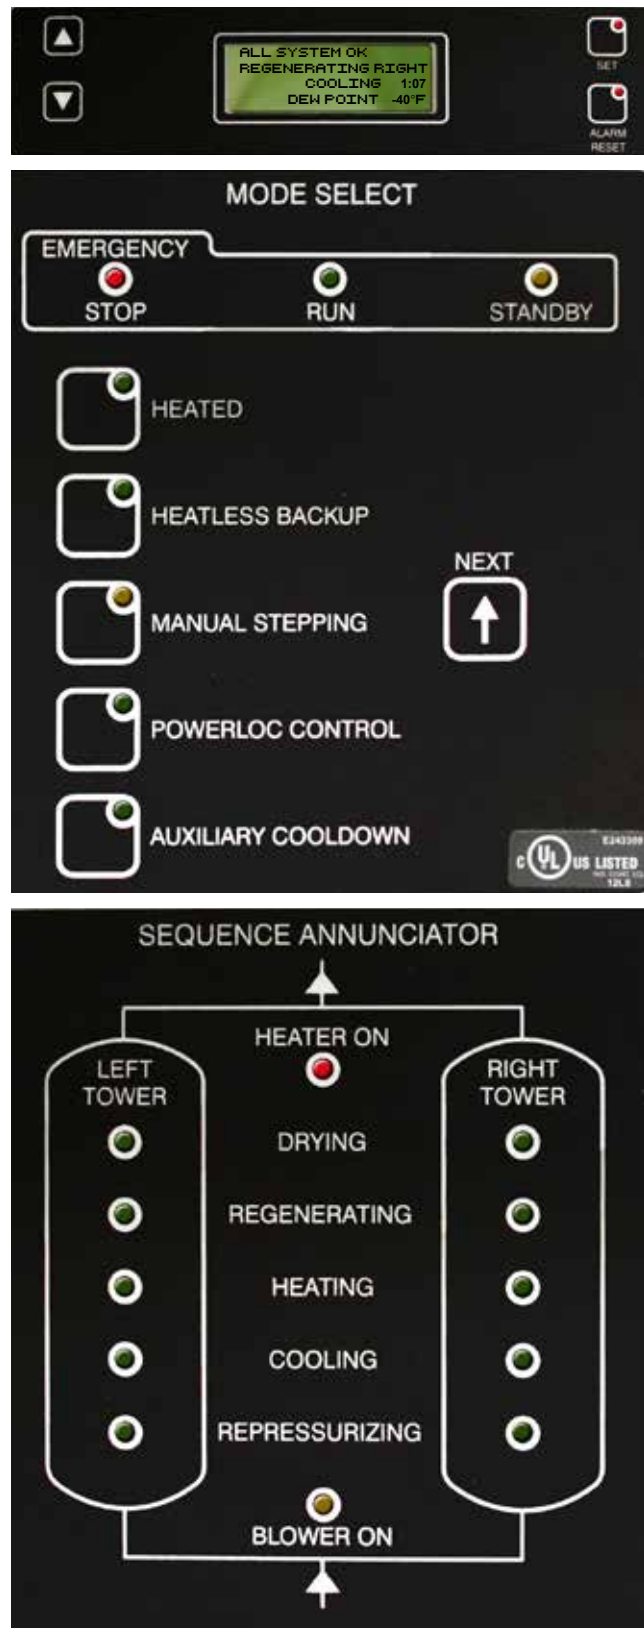 ALL SYSTEM OK
REGENERATING RIGHT
COOLING 1:07
DEW POINT -40°F
SET
ALARM
RESET
MODE SELECT
EMERGENCY
STOP
RUN
STANDBY
HEATED
HEATLESS BACKUP
NEXT
MANUAL STEPPING
POWERLOC CONTROL
AUXILIARY COOLDOWN
C UL US LISTED
12L8
SEQUENCE ANNUNCIATOR
HEATER ON
LEFT
TOWER
RIGHT
TOWER
DRYING
REGENERATING
HEATING
COOLING
REPRESSURIZING
BLOWER ON